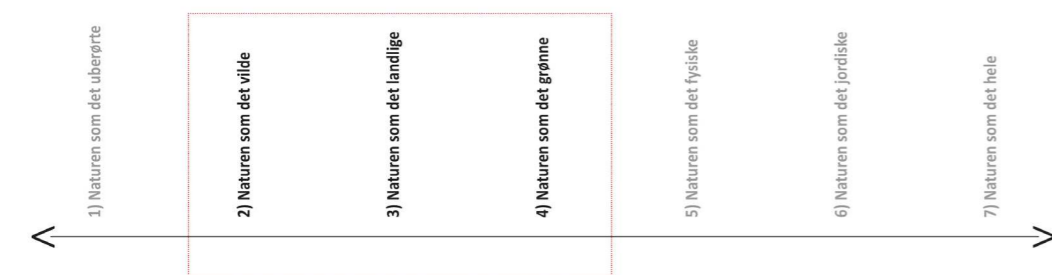 1) Naturen som det uberørte
2) Naturen som det vilde
3) Naturen som det landlige
4) Naturen som det grønne
5) Naturen som det fysiske
6) Naturen som det jordiske
7) Naturen som det hele